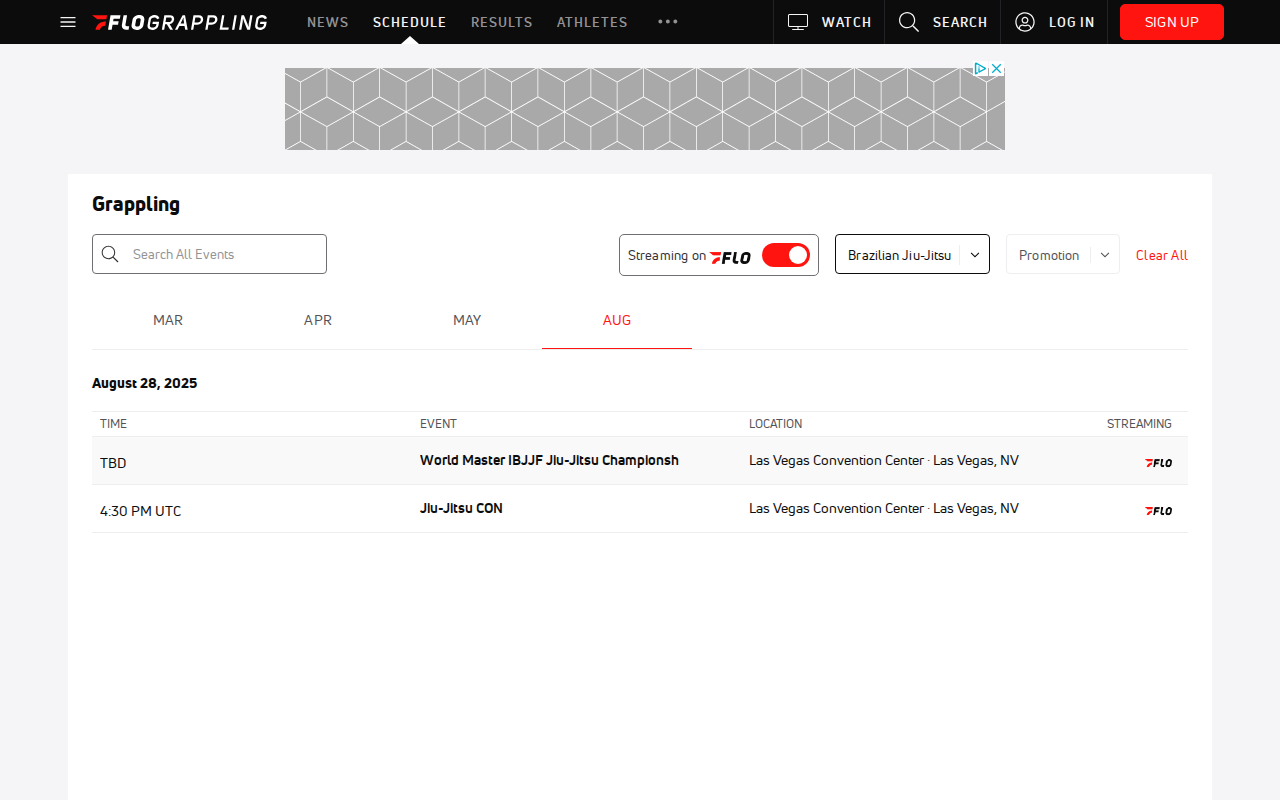 FLOGRAPPLING NEWS SCHEDULE RESULTS ATHLETES WATCH SEARCH LOG IN SIGN UP
Grappling
Search All Events Streaming on FLO Brazilian Jiu-Jitsu Promotion Clear All
MAR APR MAY AUG
August 28, 2025
TIME EVENT LOCATION STREAMING
TBD World Master IBJJF Jiu-Jitsu Championsh Las Vegas Convention Center · Las Vegas, NV FLO
4:30 PM UTC Jiu-Jitsu CON Las Vegas Convention Center · Las Vegas, NV FLO